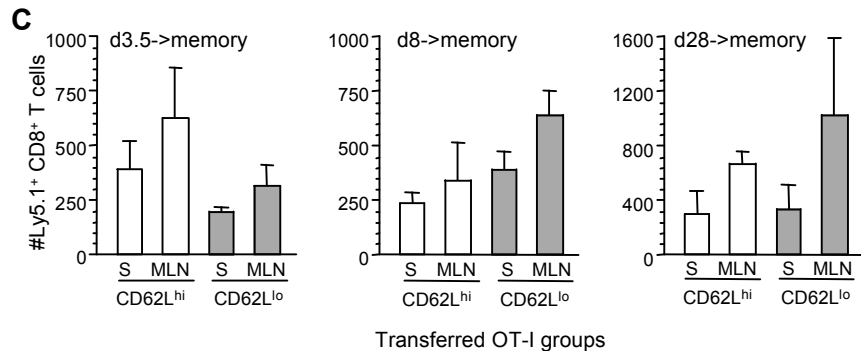 C
d3.5->memory
d8->memory
d28->memory
#Ly5.1⁺ CD8⁺ T cells
1000
750
500
250
0
S MLN S MLN
CD62Lʰⁱ CD62Lˡᵒ
1000
750
500
250
0
S MLN S MLN
CD62Lʰⁱ CD62Lˡᵒ
1600
1200
800
400
0
S MLN S MLN
CD62Lʰⁱ CD62Lˡᵒ
Transferred OT-I groups